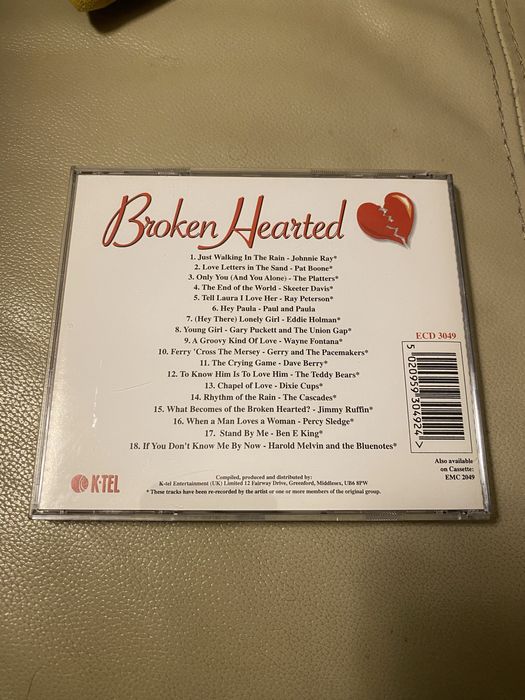 Broken Hearted
1. Just Walking In The Rain - Johnnie Ray*
2. Love Letters in the Sand - Pat Boone*
3. Only You (And You Alone) - The Platters*
4. The End of the World - Skeeter Davis*
5. Tell Laura I Love Her - Ray Peterson*
6. Hey Paula - Paul and Paula
7. (Hey There) Lonely Girl - Eddie Holman*
8. Young Girl - Gary Puckett and The Union Gap*
9. A Groovy Kind Of Love - Wayne Fontana*
10. Ferry 'Cross The Mersey - Gerry and The Pacemakers*
11. The Crying Game - Dave Berry*
12. To Know Him Is To Love Him - The Teddy Bears*
13. Chapel of Love - Dixie Cups*
14. Rhythm of the Rain - The Cascades*
15. What Becomes of the Broken Hearted? - Jimmy Ruffin*
16. When a Man Loves a Woman - Percy Sledge*
17. Stand By Me - Ben E King*
18. If You Don't Know Me By Now - Harold Melvin and the Bluenotes*
ECD 3049
5 020959 304924 >
Also available
on Cassette:
EMC 2049
K-TEL
Compiled, produced and distributed by:
K-tel Entertainment (UK) Limited 12 Fairway Drive, Greenford, Middlesex, UB6 8PW
* These tracks have been re-recorded by the artist or one or more members of the original group.